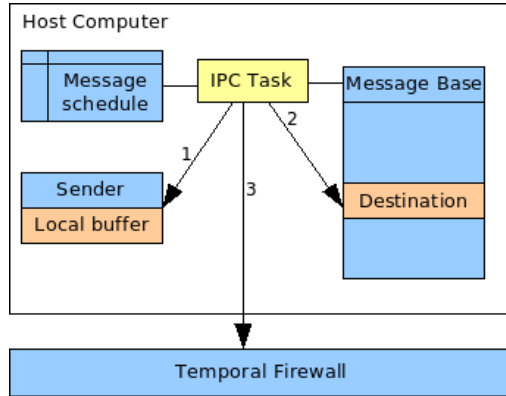 Host Computer
Message
schedule
IPC Task
Message Base
1
2
Sender
3
Destination
Local buffer
Temporal Firewall